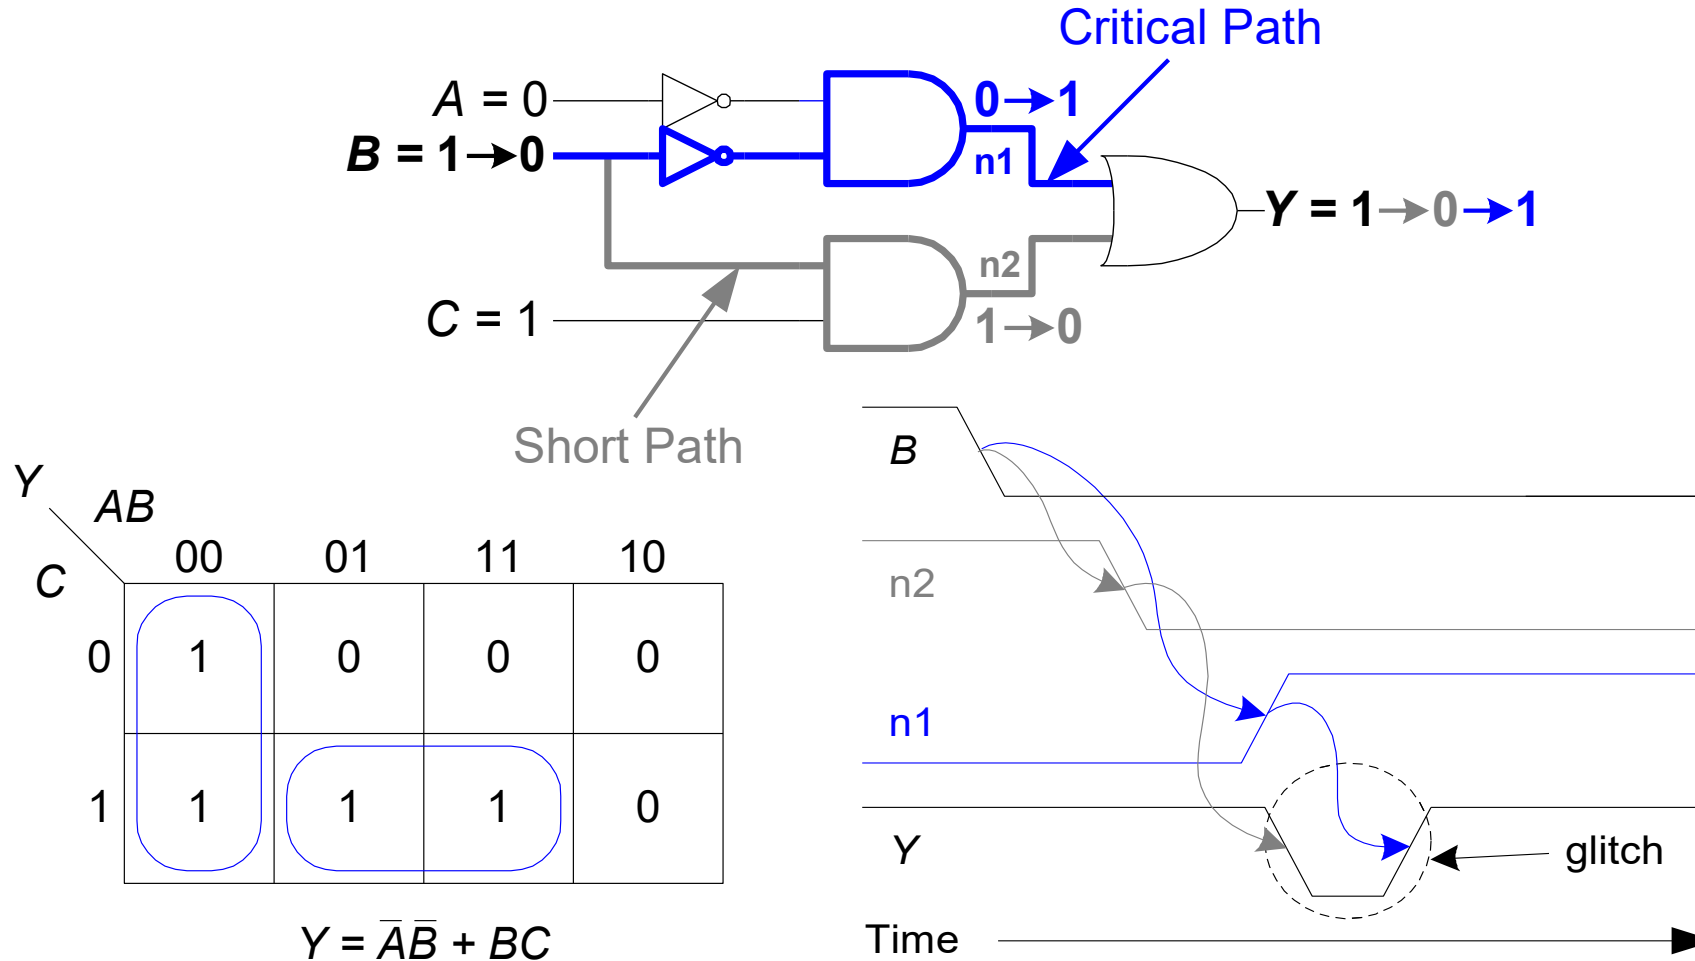 Critical Path
A = 0
0→1
B = 1→0
n1
Y = 1→0→1
n2
C = 1
1→0
Short Path
Y
AB
C
00 01 11 10
0 1 0 0 0
1 1 1 1 0
Y = A̅B̅ + BC
B
n2
n1
Y
glitch
Time